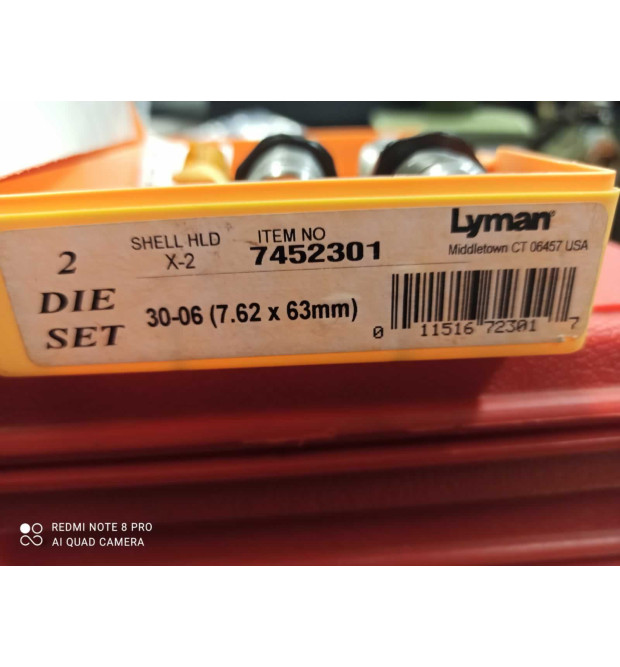 2
DIE
SET
SHELL HLD
X-2
ITEM NO
7452301
30-06 (7.62 x 63mm)
Lyman®
Middletown CT 06457 USA
0 11516 72301 7
REDMI NOTE 8 PRO
AI QUAD CAMERA